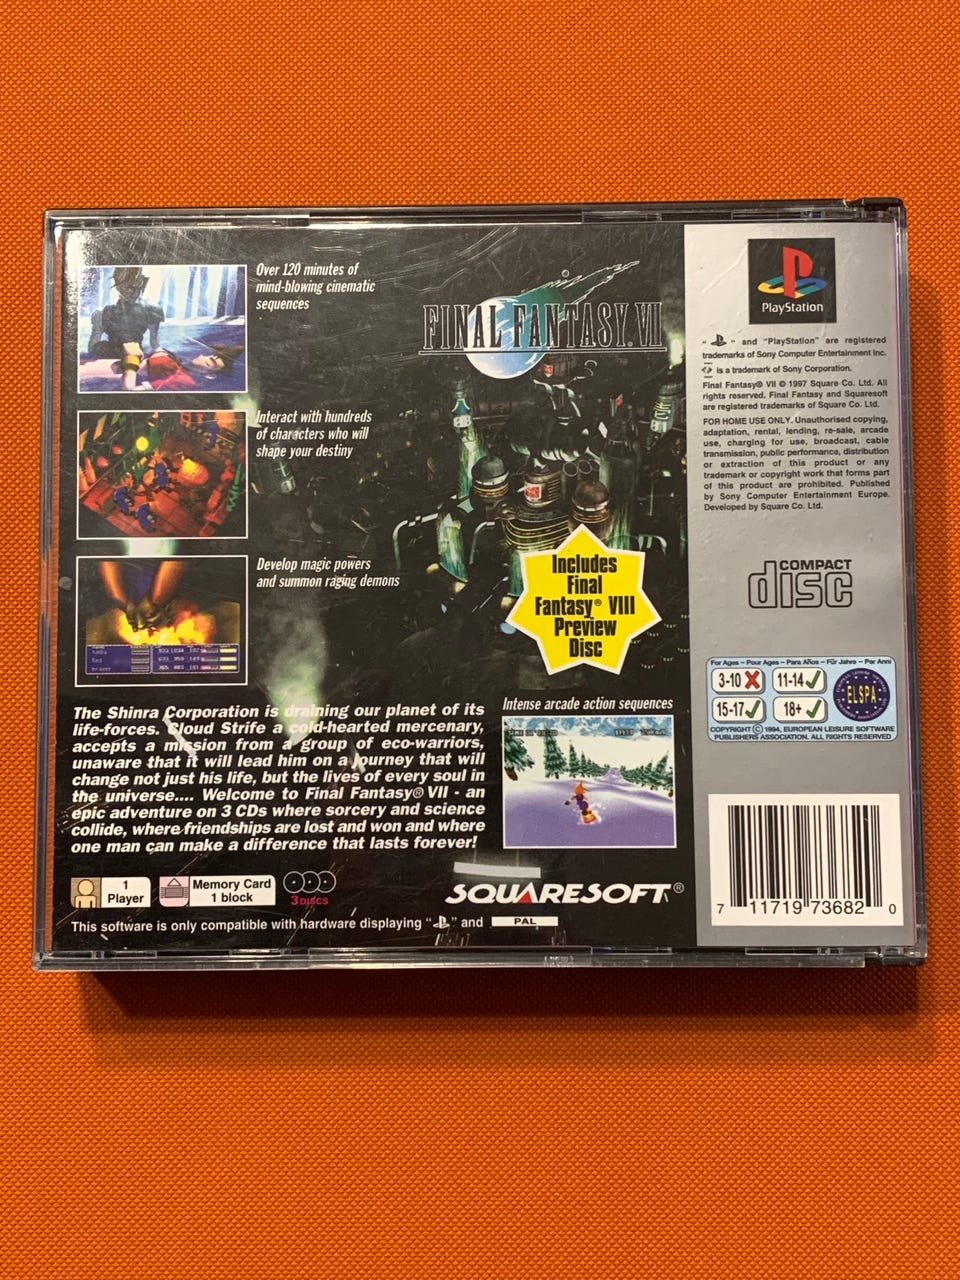 Over 120 minutes of
mind-blowing cinematic
sequences
FINAL FANTASY VII
Interact with hundreds
of characters who will
shape your destiny
Develop magic powers
and summon raging demons
Includes
Final
Fantasy® VIII
Preview
Disc
The Shinra Corporation is draining our planet of its
life-forces. Cloud Strife a cold-hearted mercenary,
accepts a mission from a group of eco-warriors,
unaware that it will lead him on a journey that will
change not just his life, but the lives of every soul in
the universe.... Welcome to Final Fantasy® VII - an
epic adventure on 3 CDs where sorcery and science
collide, where friendships are lost and won and where
one man can make a difference that lasts forever!
Intense arcade action sequences
1
Player
Memory Card
1 block
3 DISCS
SQUARESOFT®
This software is only compatible with hardware displaying " " and PAL
PlayStation
" " and "PlayStation" are registered
trademarks of Sony Computer Entertainment Inc.
is a trademark of Sony Corporation.
Final Fantasy® VII © 1997 Square Co. Ltd. All
rights reserved. Final Fantasy and Squaresoft
are registered trademarks of Square Co. Ltd.
FOR HOME USE ONLY. Unauthorised copying,
adaptation, rental, lending, re-sale, arcade
use, charging for use, broadcast, cable
transmission, public performance, distribution
or extraction of this product or any
trademark or copyright work that forms part
of this product are prohibited. Published
by Sony Computer Entertainment Europe.
Developed by Square Co. Ltd.
COMPACT
disc
For Ages – Pour Ages – Para Años – Für Jahre – Per Anni
3-10 11-14
15-17 18+
ELSPA
COPYRIGHT © 1994, EUROPEAN LEISURE SOFTWARE
PUBLISHERS ASSOCIATION. ALL RIGHTS RESERVED
7 11719 73682 0